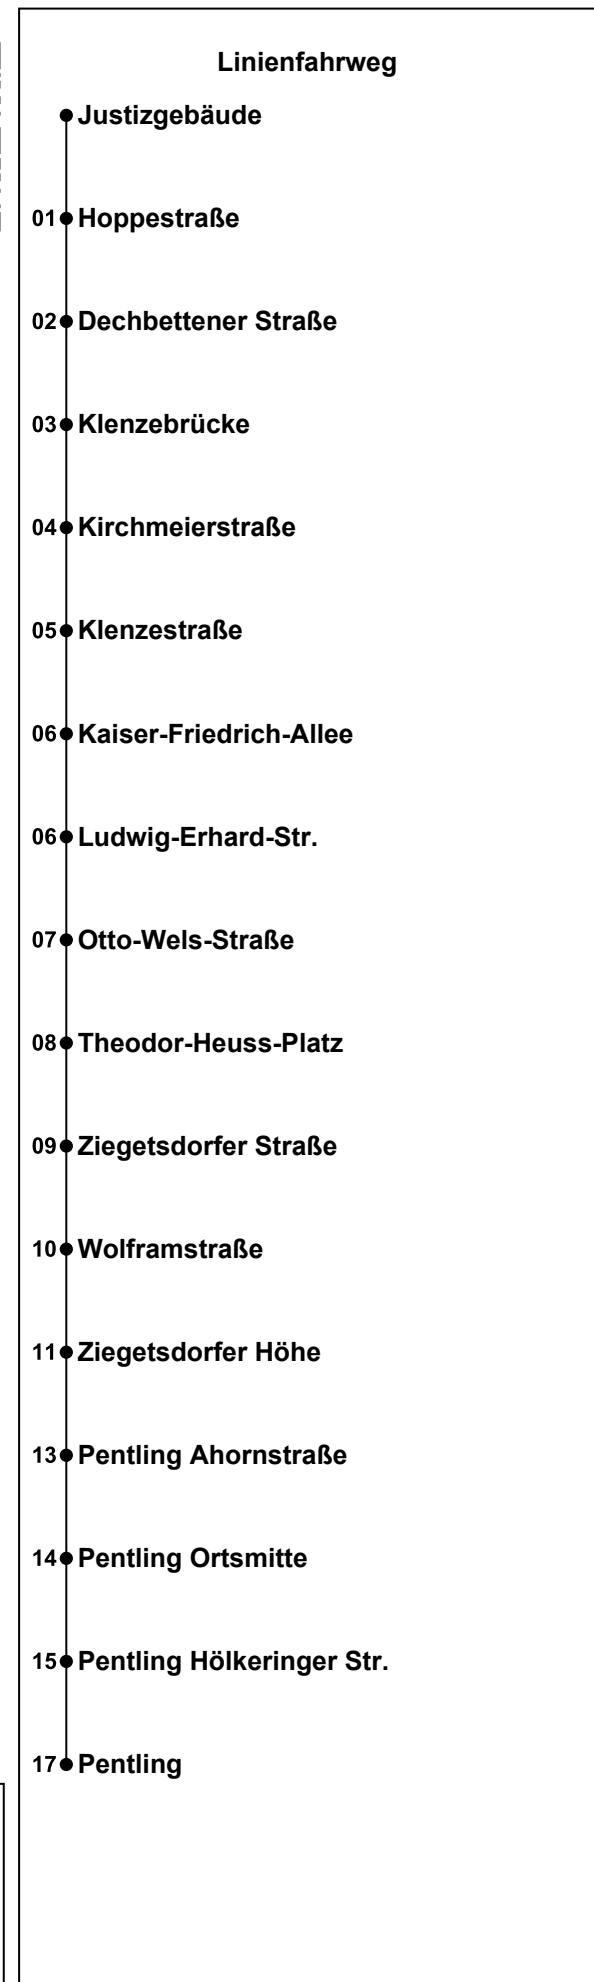 Linienfahrweg
Justizgebäude
01 Hoppestraße
02 Dechbettener Straße
03 Klenzebrücke
04 Kirchmeierstraße
05 Klenzestraße
06 Kaiser-Friedrich-Allee
06 Ludwig-Erhard-Str.
07 Otto-Wels-Straße
08 Theodor-Heuss-Platz
09 Ziegetsdorfer Straße
10 Wolframstraße
11 Ziegetsdorfer Höhe
13 Pentling Ahornstraße
14 Pentling Ortsmitte
15 Pentling Hölkeringer Str.
17 Pentling